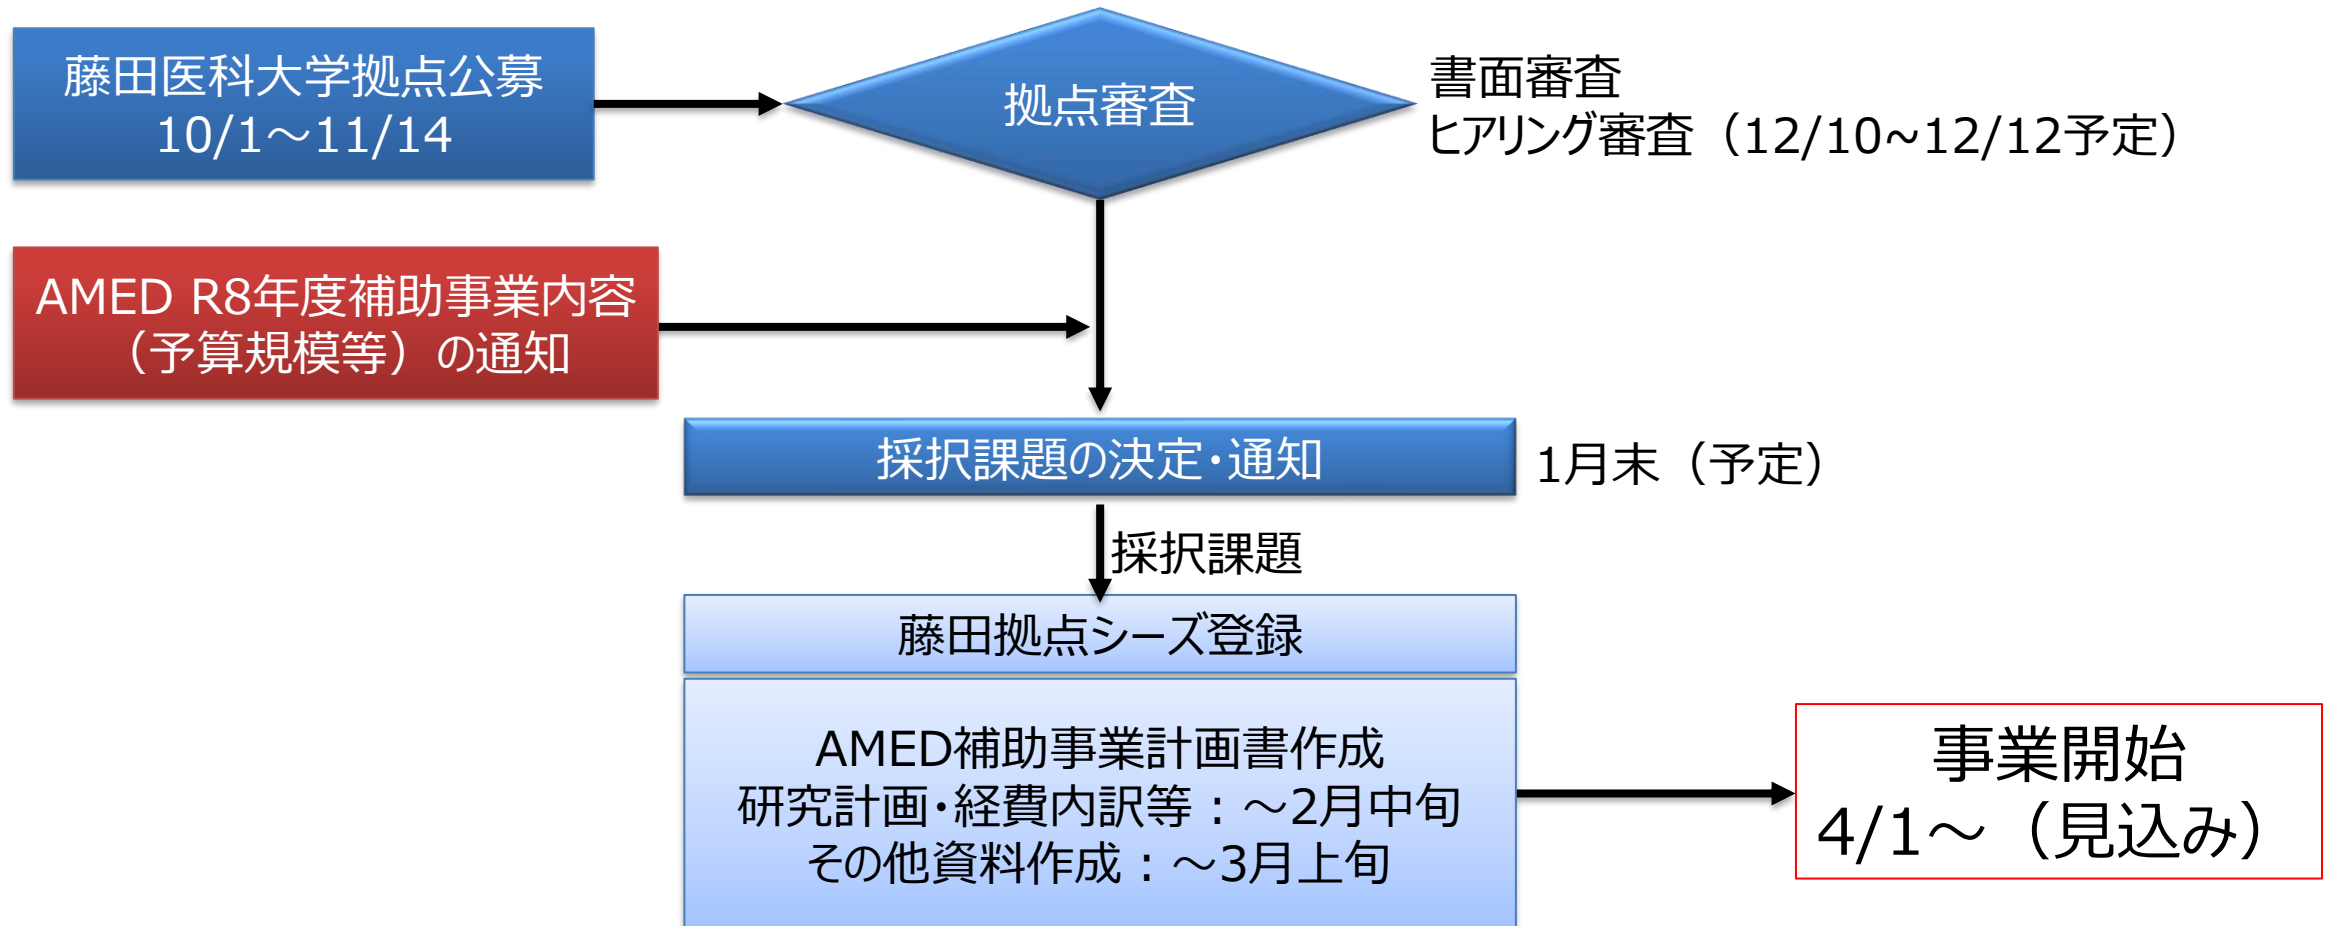 藤田医科大学拠点公募
10/1～11/14
拠点審査
書面審査
ヒアリング審査（12/10~12/12予定）
AMED R8年度補助事業内容
（予算規模等）の通知
採択課題の決定・通知
1月末（予定）
採択課題
藤田拠点シーズ登録
AMED補助事業計画書作成
研究計画・経費内訳等：～2月中旬
その他資料作成：～3月上旬
事業開始
4/1～（見込み）